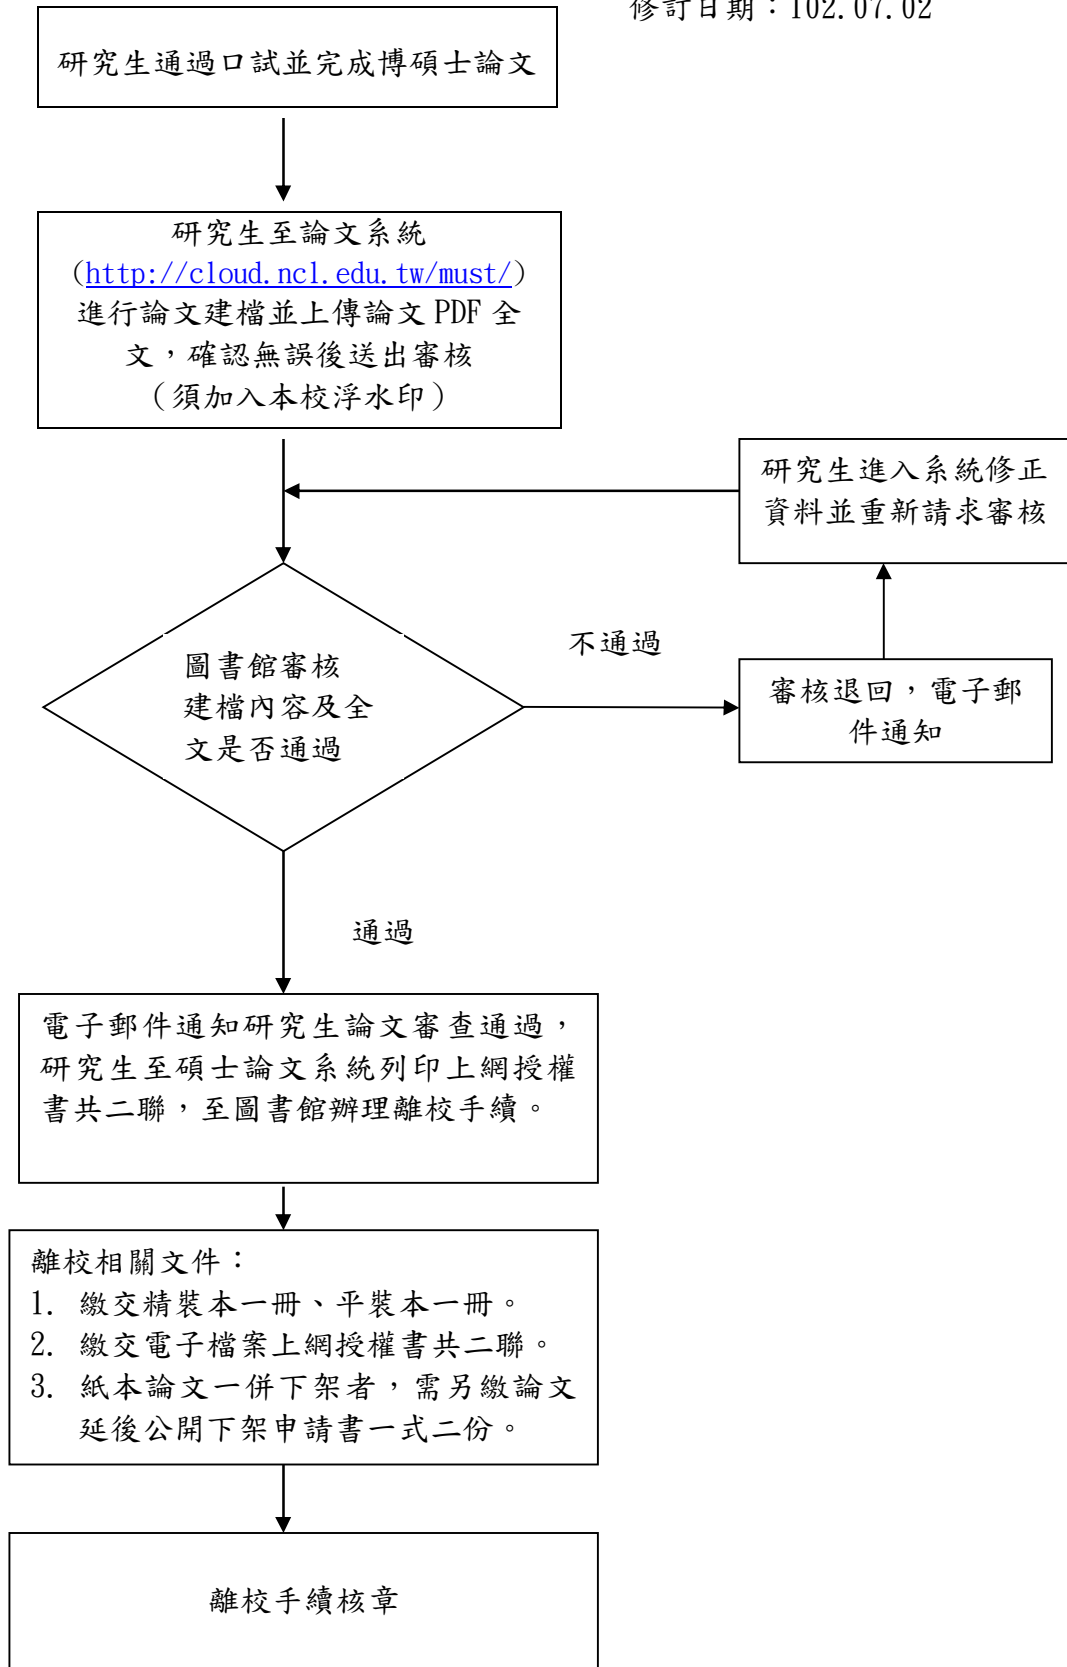 修訂日期：102.07.02
研究生通過口試並完成博碩士論文
研究生至論文系統
(http://cloud.ncl.edu.tw/must/)
進行論文建檔並上傳論文 PDF 全
文，確認無誤後送出審核
（須加入本校浮水印）
研究生進入系統修正
資料並重新請求審核
不通過
圖書館審核
建檔內容及全
文是否通過
審核退回，電子郵
件通知
通過
電子郵件通知研究生論文審查通過，
研究生至碩士論文系統列印上網授權
書共二聯，至圖書館辦理離校手續。
離校相關文件：
1. 繳交精裝本一冊、平裝本一冊。
2. 繳交電子檔案上網授權書共二聯。
3. 紙本論文一併下架者，需另繳論文
延後公開下架申請書一式二份。
離校手續核章